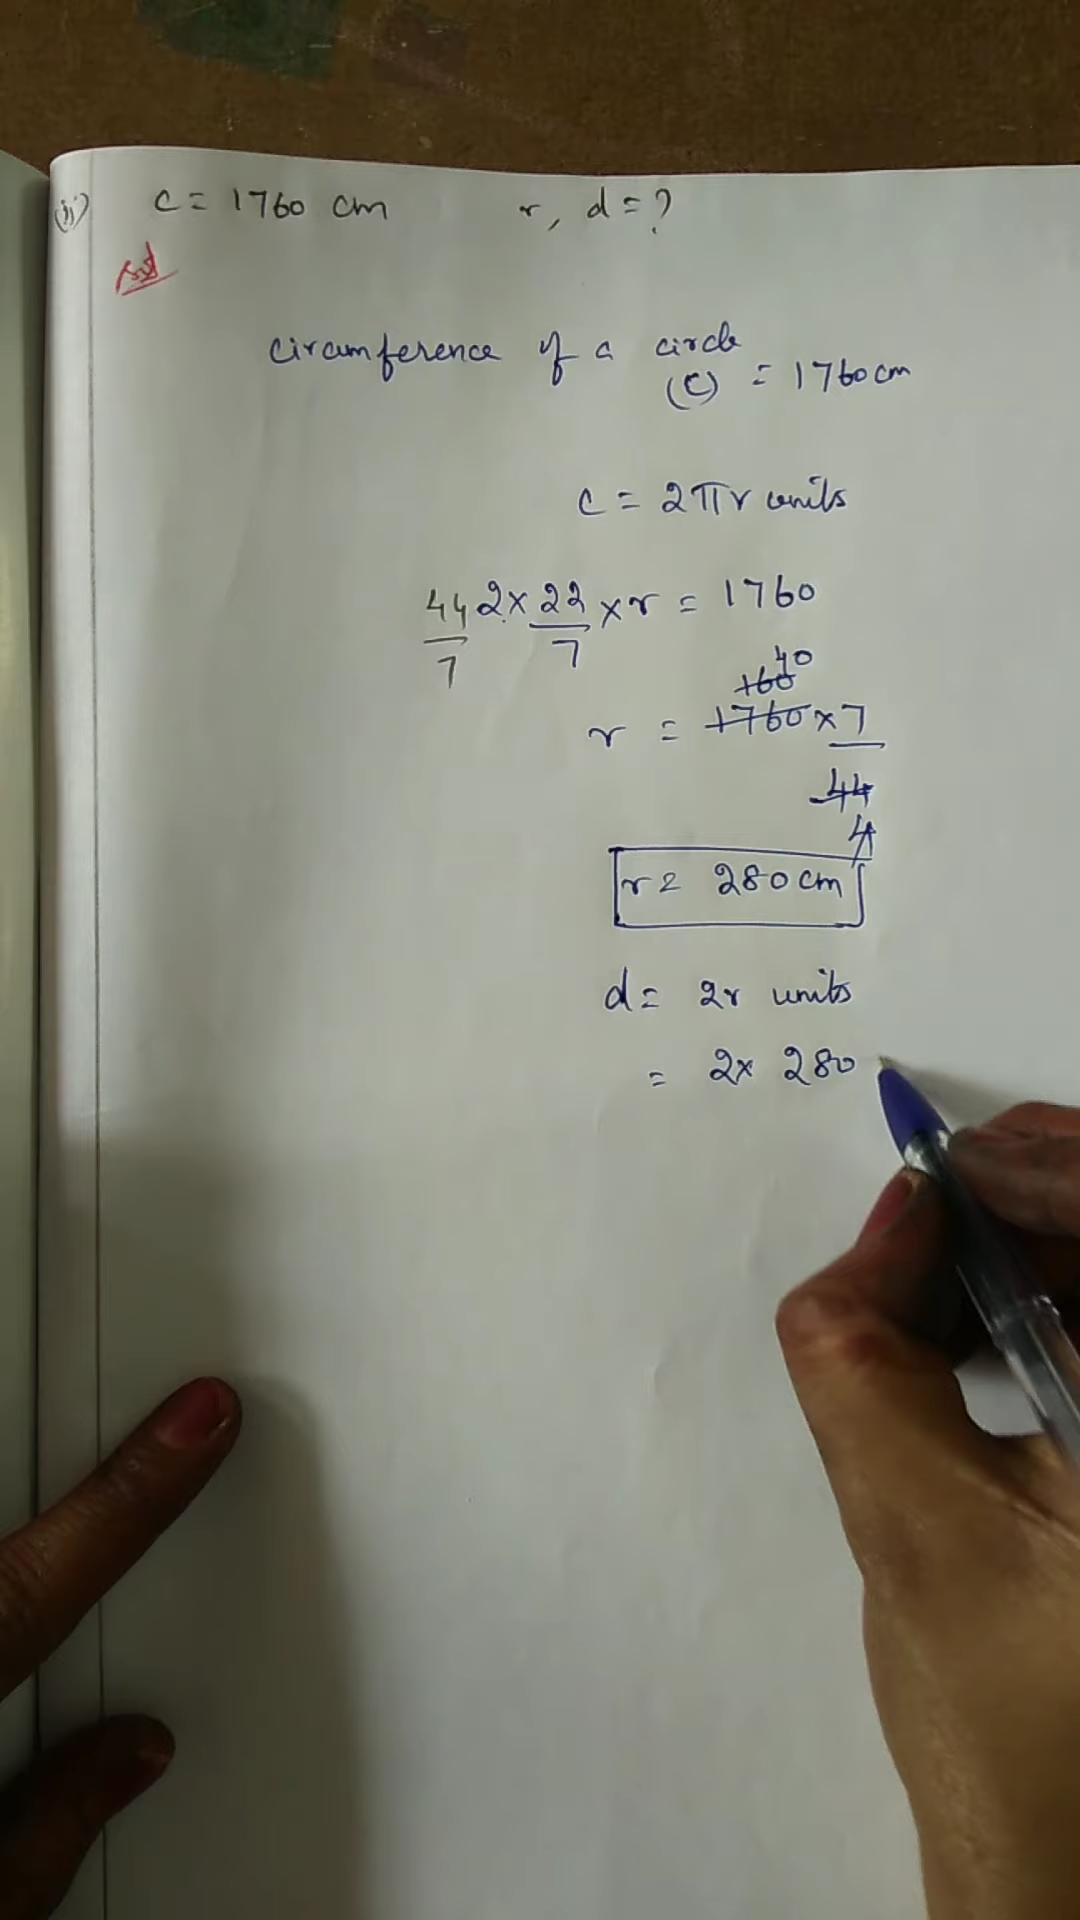 (ii) C = 1760 cm r, d = ?
Sol
circumference of a circle
(C) = 1760 cm
C = 2πr units
44/7 2 × 22/7 × r = 1760
40
160
r = 1760 × 7
44
4
r = 280 cm
d = 2r units
= 2 × 280